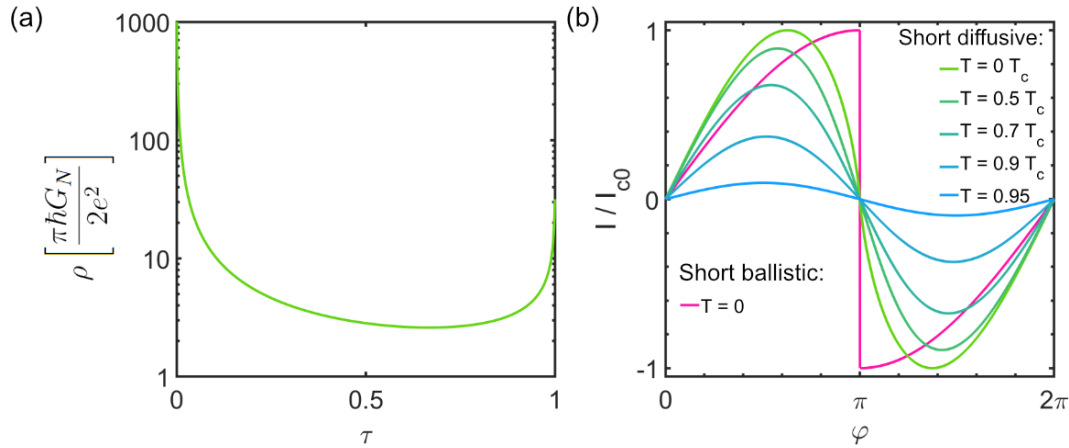 (a)
1000
100
10
1
ρ [πħG_N / 2e²]
0
0.5
1
τ
(b)
1
0
-1
I / I_c0
Short diffusive:
T = 0 T_c
T = 0.5 T_c
T = 0.7 T_c
T = 0.9 T_c
T = 0.95
Short ballistic:
T = 0
0
π
2π
φ